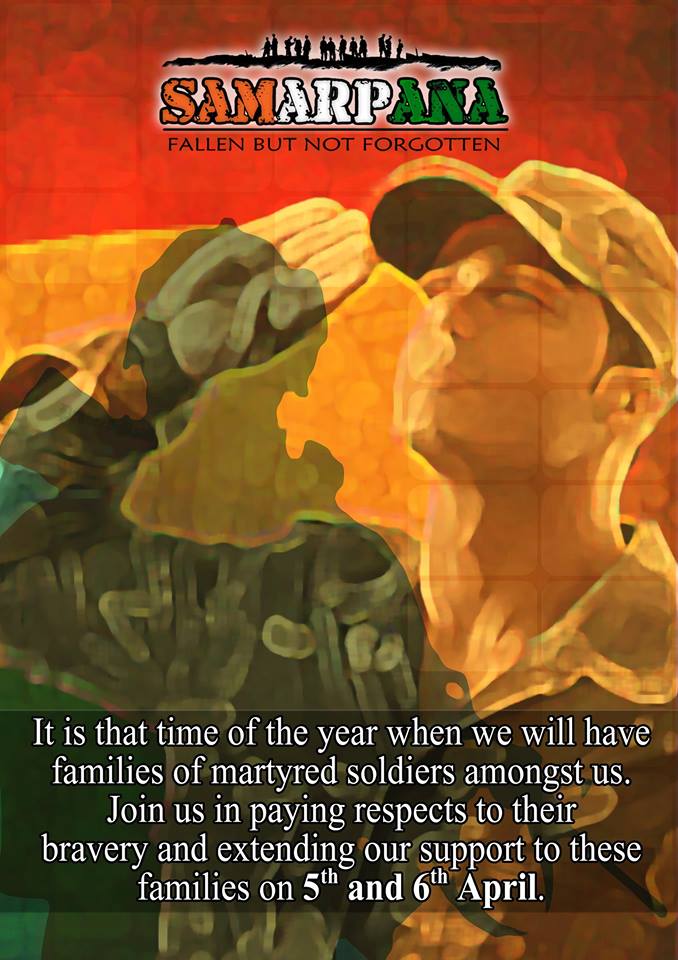 SAMARPANA
FALLEN BUT NOT FORGOTTEN
It is that time of the year when we will have
families of martyred soldiers amongst us.
Join us in paying respects to their
bravery and extending our support to these
families on 5th and 6th April.